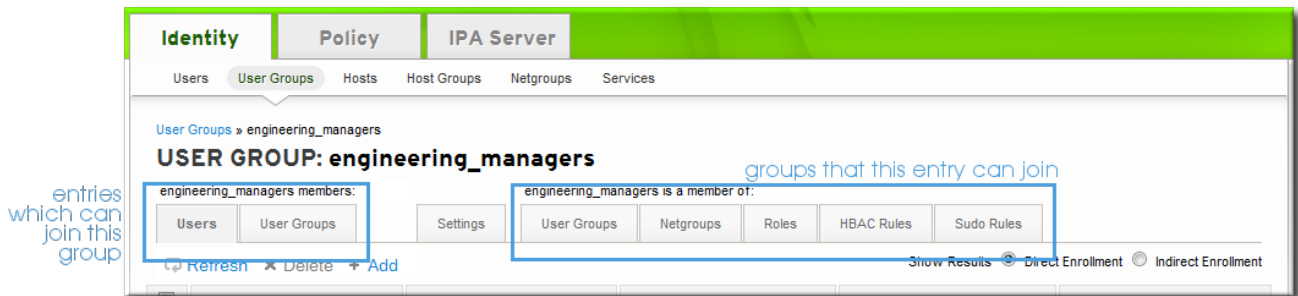 Identity Policy IPA Server
Users User Groups Hosts Host Groups Netgroups Services
User Groups » engineering_managers
USER GROUP: engineering_managers
groups that this entry can join
entries
which can
join this
group
engineering_managers members:
engineering_managers is a member of:
Users User Groups Settings User Groups Netgroups Roles HBAC Rules Sudo Rules
Refresh Delete + Add
Show Results Direct Enrollment Indirect Enrollment